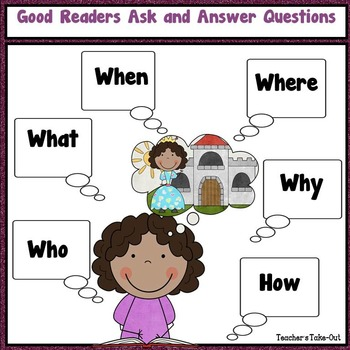 Good Readers Ask and Answer Questions
When
Where
What
Why
Who
How
Teacher's Take-Out